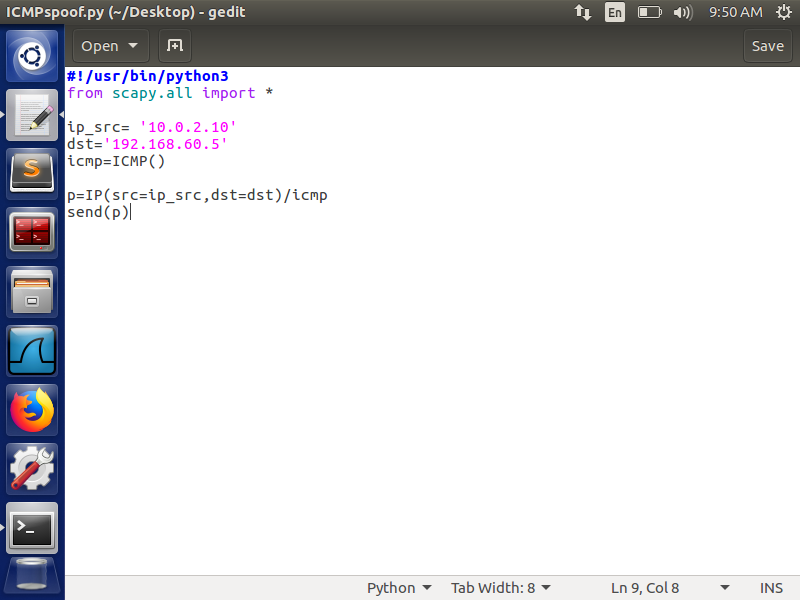 ICMPspoof.py (~/Desktop) - gedit
En
9:50 AM
Open
Save
#!/usr/bin/python3
from scapy.all import *
ip_src= '10.0.2.10'
dst='192.168.60.5'
icmp=ICMP()
p=IP(src=ip_src,dst=dst)/icmp
send(p)
S
>_
Python
Tab Width: 8
Ln 9, Col 8
INS